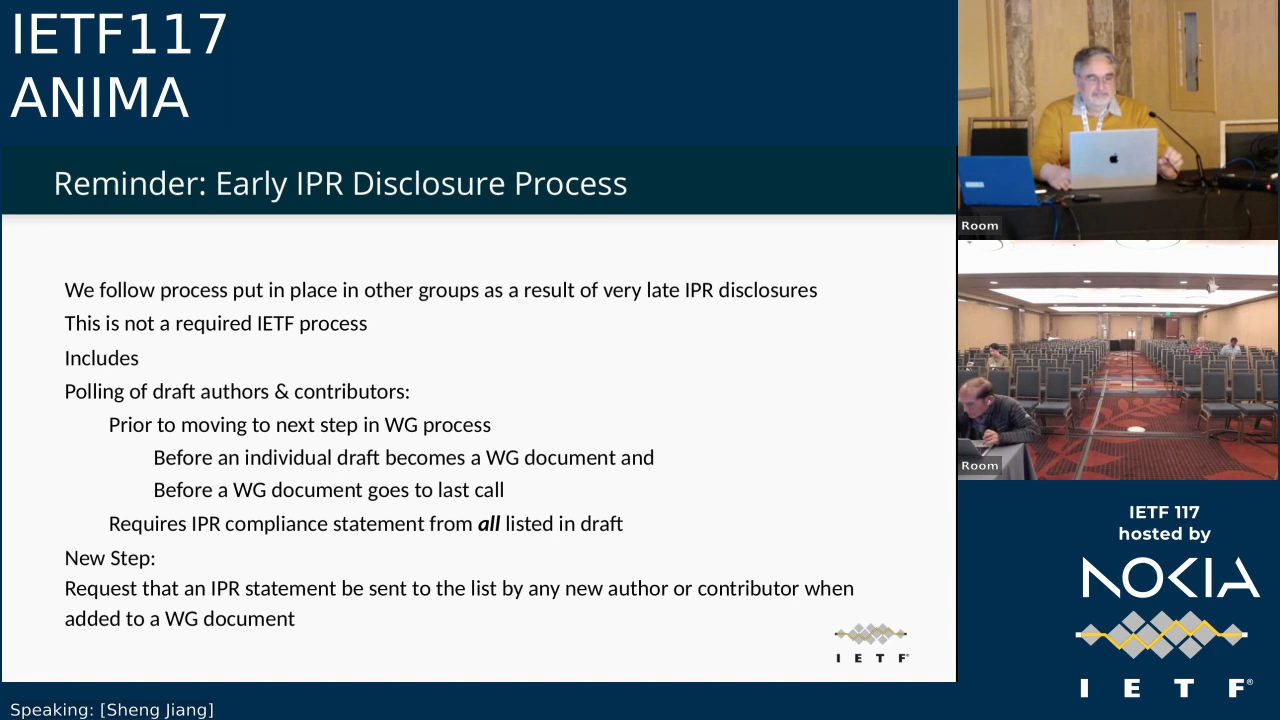 IETF117
ANIMA
Reminder: Early IPR Disclosure Process
We follow process put in place in other groups as a result of very late IPR disclosures
This is not a required IETF process
Includes
Polling of draft authors & contributors:
Prior to moving to next step in WG process
Before an individual draft becomes a WG document and
Before a WG document goes to last call
Requires IPR compliance statement from all listed in draft
New Step:
Request that an IPR statement be sent to the list by any new author or contributor when
added to a WG document
I E T F®
Speaking: [Sheng Jiang]
Room
Room
IETF 117
hosted by
NOKIA
I E T F®